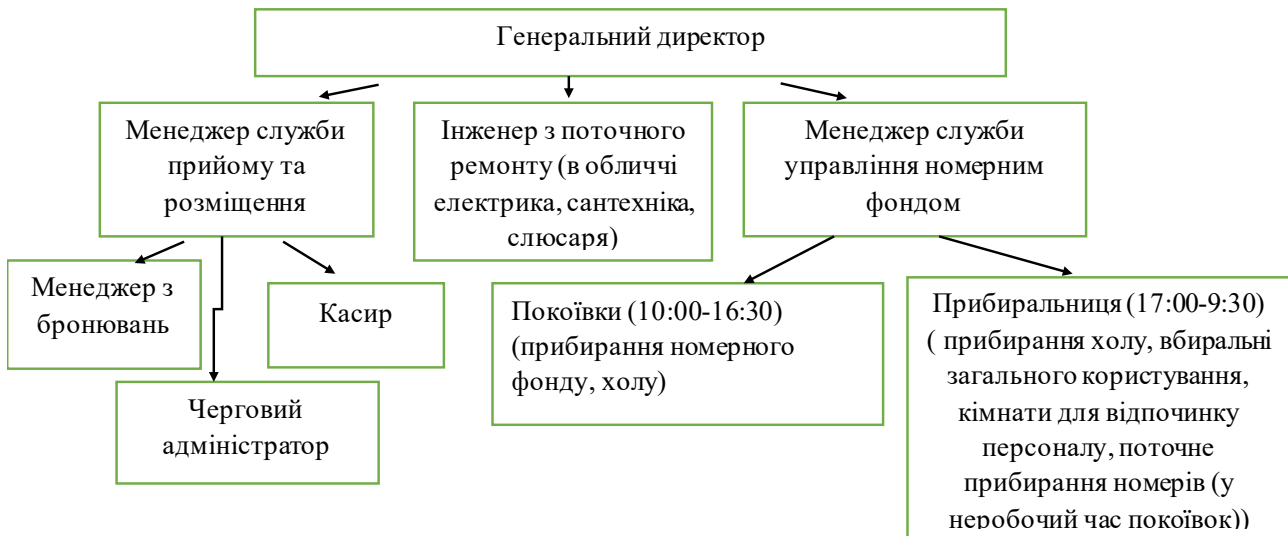 Генеральний директор
Менеджер служби
прийому та
розміщення
Інженер з поточного
ремонту (в обличчі
електрика, сантехніка,
слюсаря)
Менеджер служби
управління номерним
фондом
Менеджер з
бронювань
Касир
Черговий
адміністратор
Покоївки (10:00-16:30)
(прибирання номерного
фонду, холу)
Прибиральниця (17:00-9:30)
( прибирання холу, вбиральні
загального користування,
кімнати для відпочинку
персоналу, поточне
прибирання номерів (у
неробочий час покоївок))